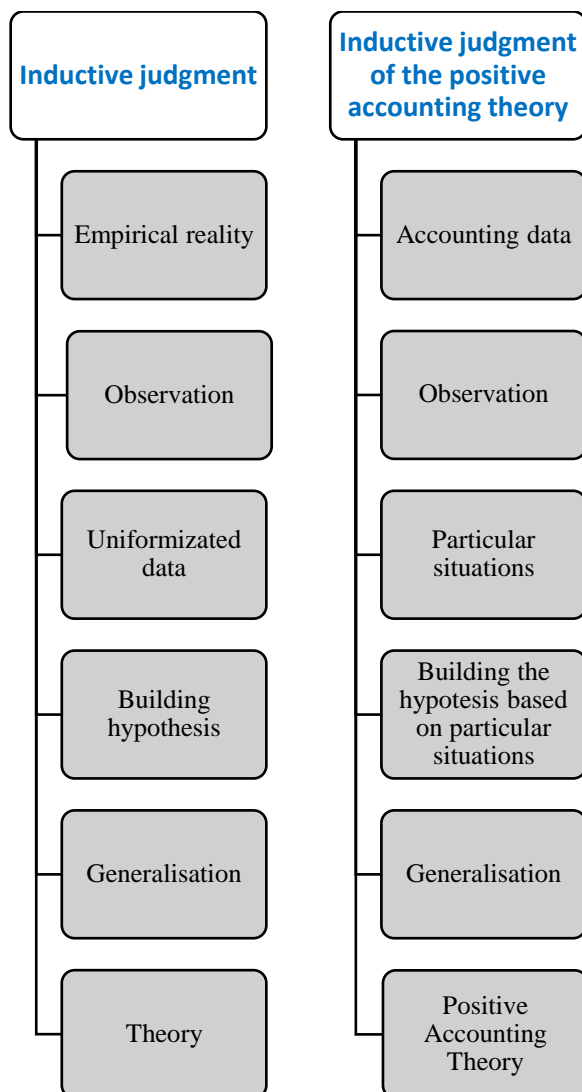 Inductive judgment
Empirical reality
Observation
Uniformizated
data
Building
hypothesis
Generalisation
Theory
Inductive judgment
of the positive
accounting theory
Accounting data
Observation
Particular
situations
Building the
hypotesis based
on particular
situations
Generalisation
Positive
Accounting
Theory